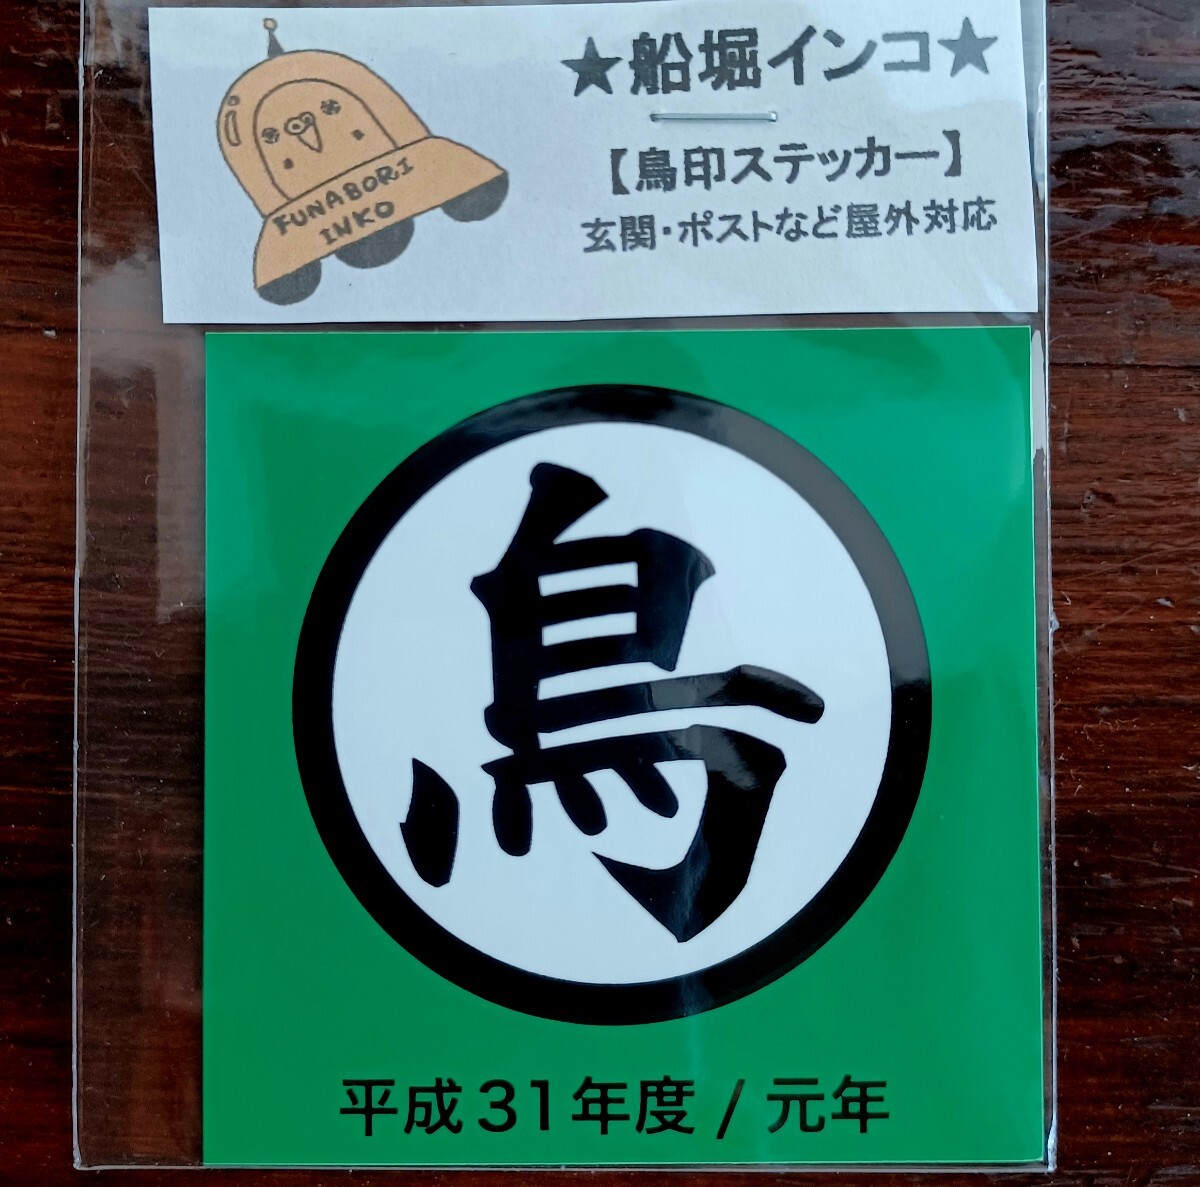 ★船堀インコ★
【鳥印ステッカー】
玄関・ポストなど屋外対応
FUNABORI
INKO
鳥
平成31年度/元年